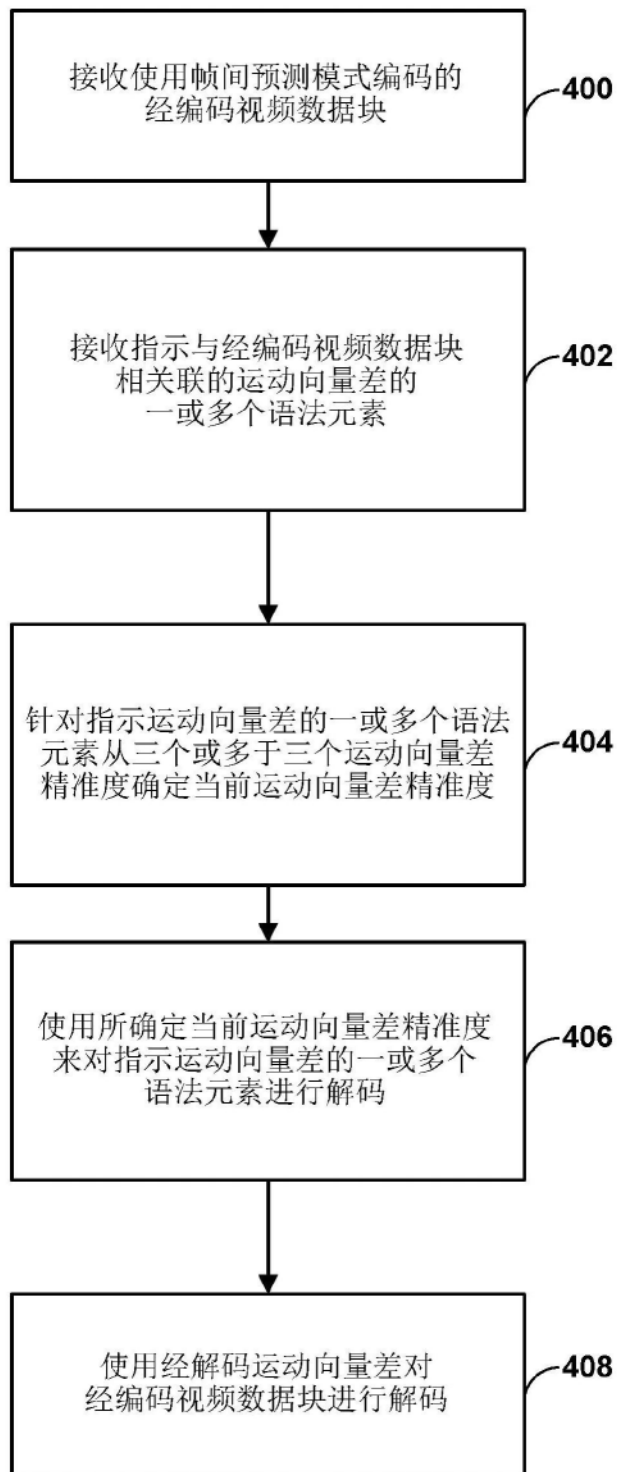 接收使用帧间预测模式编码的
经编码视频数据块
400
接收指示与经编码视频数据块
相关联的运动向量差的
一或多个语法元素
402
针对指示运动向量差的一或多个语法
元素从三个或多于三个运动向量差
精准度确定当前运动向量差精准度
404
使用所确定当前运动向量差精准度
来对指示运动向量差的一或多个
语法元素进行解码
406
使用经解码运动向量差对
经编码视频数据块进行解码
408